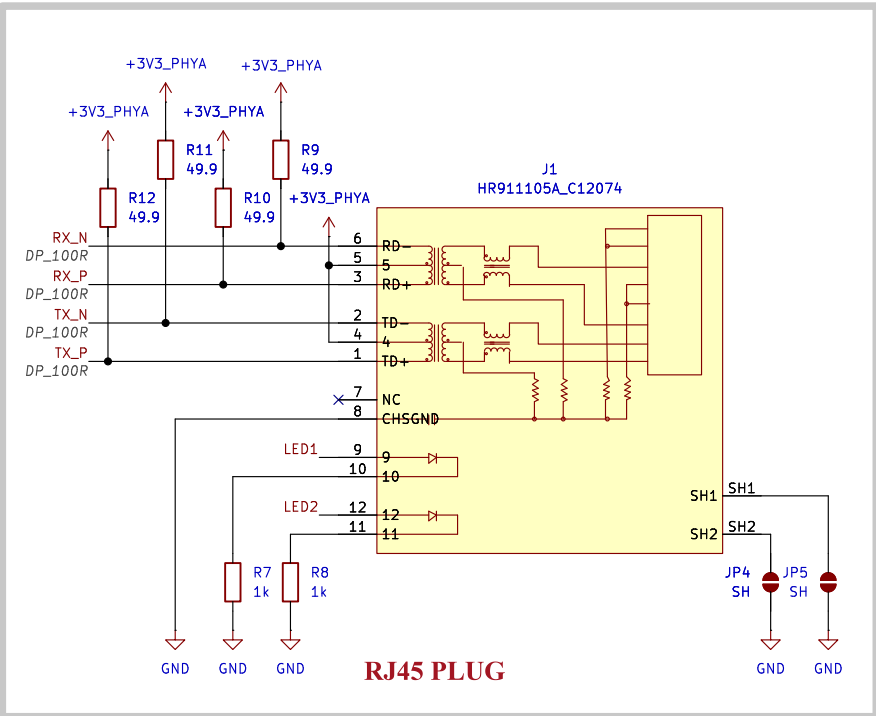 +3V3_PHYA
+3V3_PHYA
+3V3_PHYA
+3V3_PHYA
R11
49.9
R9
49.9
J1
HR911105A_C12074
R12
49.9
R10
49.9
+3V3_PHYA
RX_N
DP_100R
6
RD-
5
5
RX_P
DP_100R
3
RD+
TX_N
DP_100R
2
TD-
4
4
TX_P
DP_100R
1
TD+
7
NC
8
CHSGND
LED1
9
9
10
10
LED2
12
12
11
11
SH1
SH1
SH2
SH2
R7
1k
R8
1k
JP4
SH
JP5
SH
GND
GND
GND
RJ45 PLUG
GND
GND